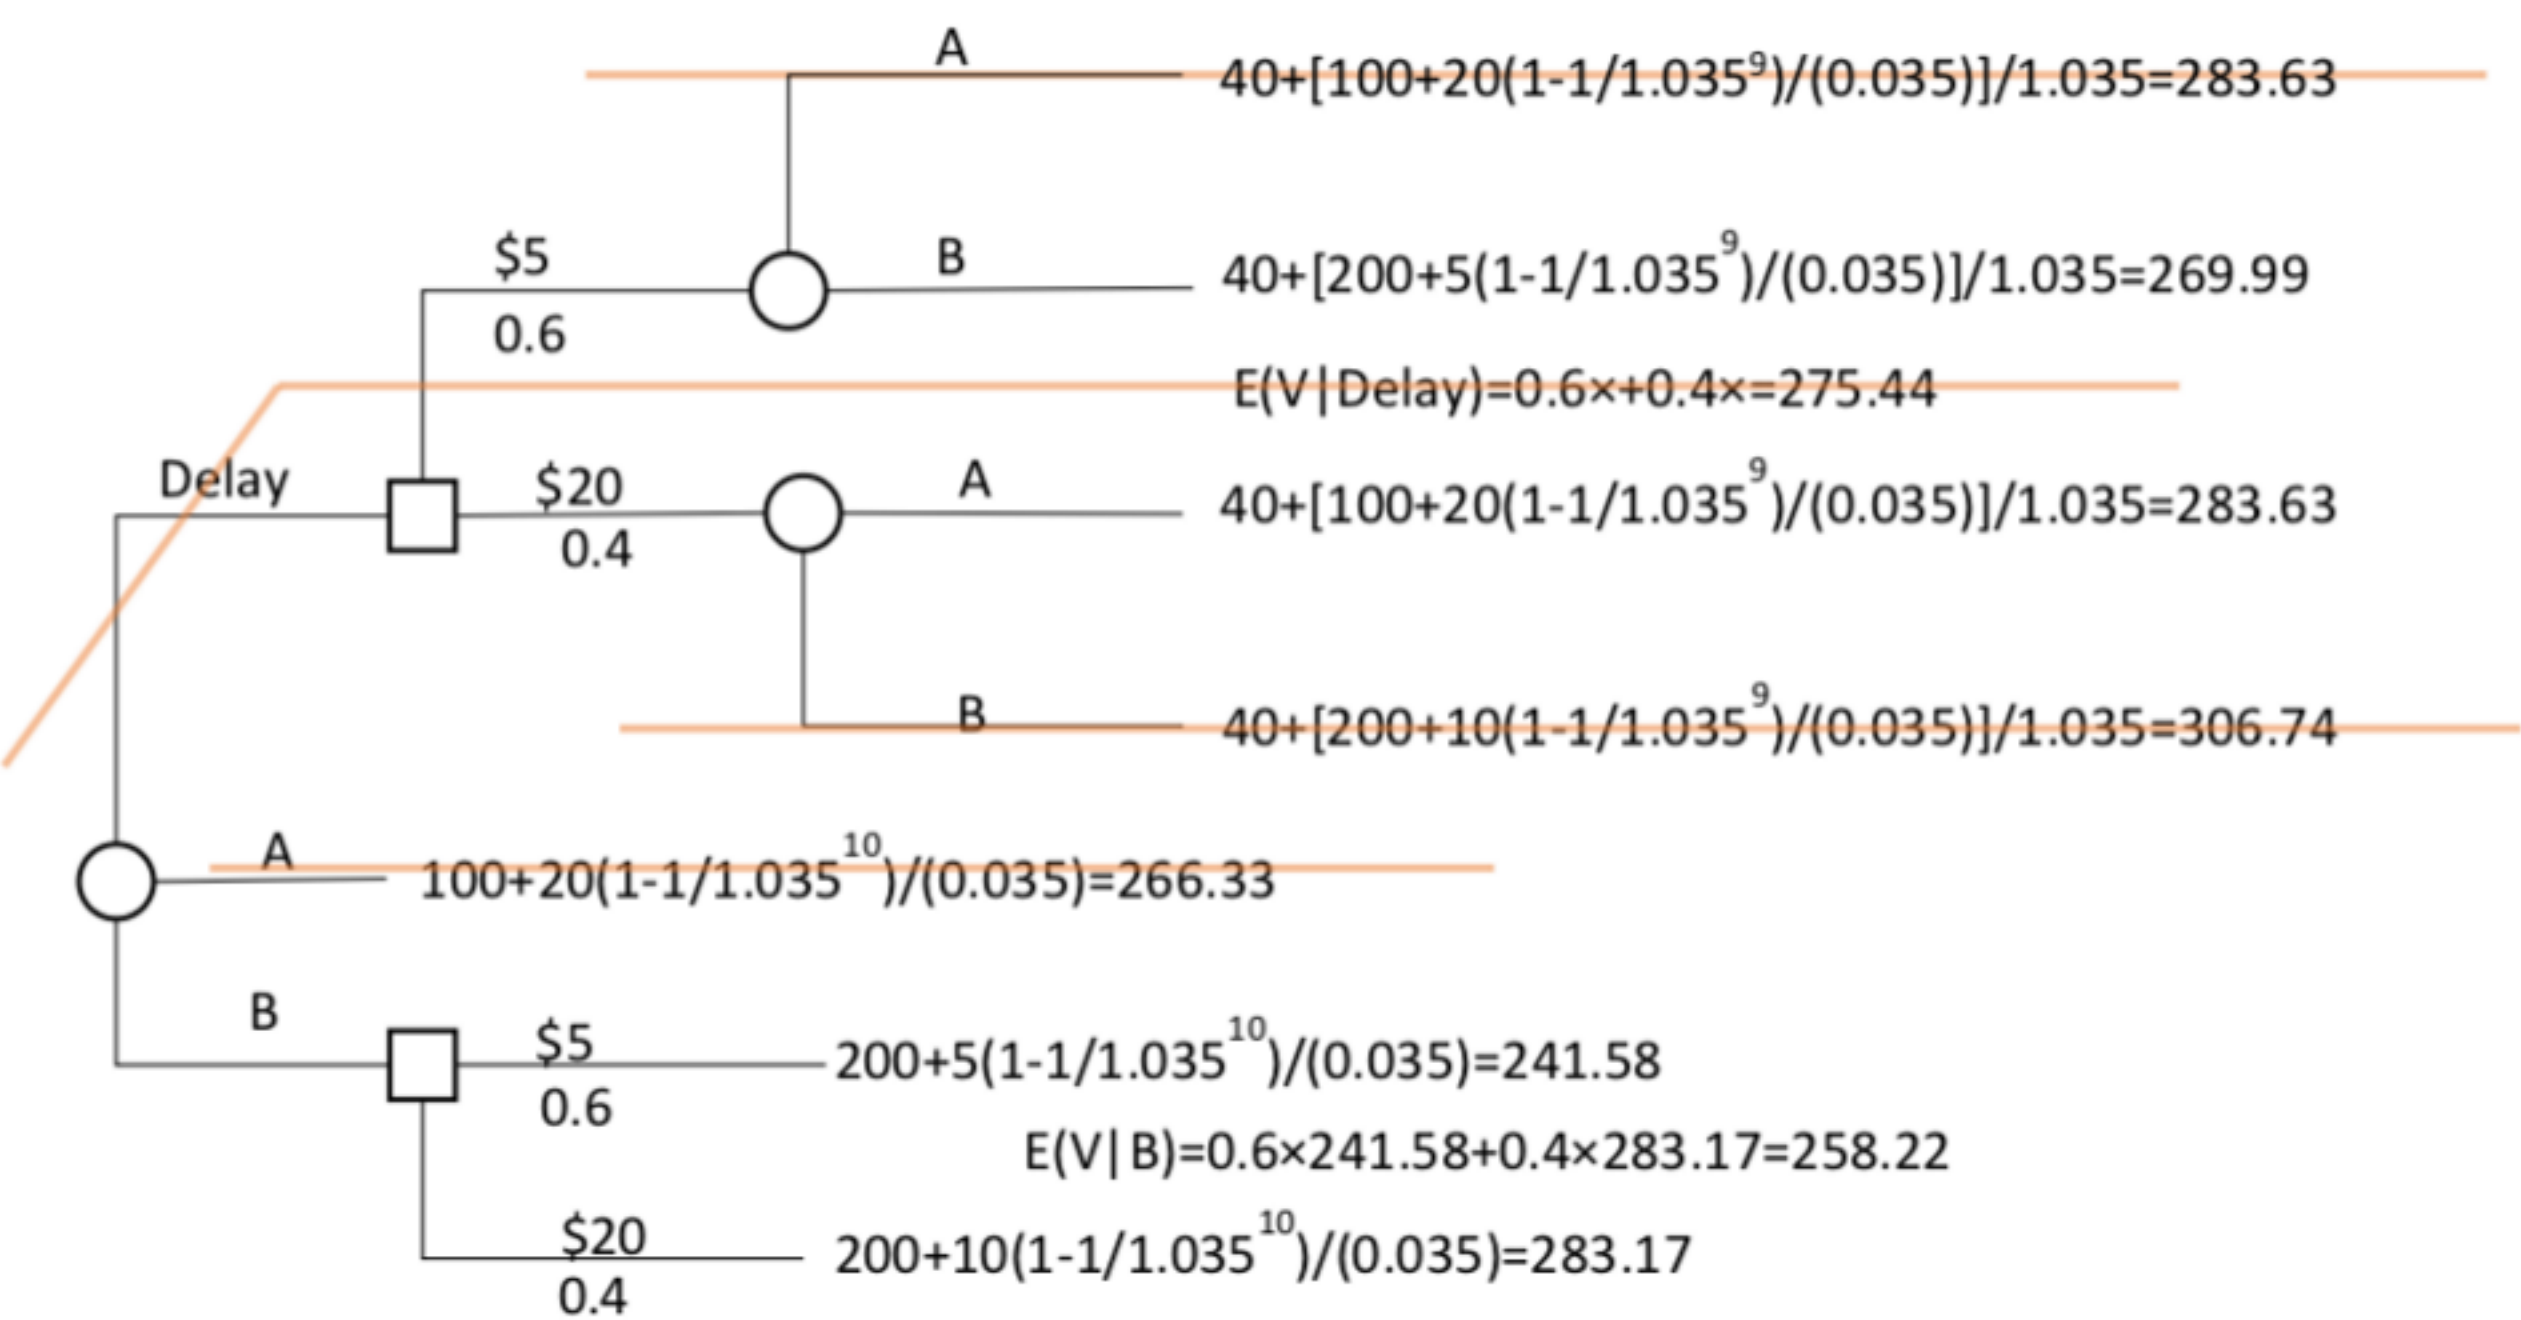 A
40+[100+20(1-1/1.035⁹)/(0.035)]/1.035=283.63
$5
0.6
B
40+[200+5(1-1/1.035⁹)/(0.035)]/1.035=269.99
E(V|Delay)=0.6×+0.4×=275.44
Delay
$20
0.4
A
40+[100+20(1-1/1.035⁹)/(0.035)]/1.035=283.63
B
40+[200+10(1-1/1.035⁹)/(0.035)]/1.035=306.74
A
100+20(1-1/1.035¹⁰)/(0.035)=266.33
B
$5
0.6
200+5(1-1/1.035¹⁰)/(0.035)=241.58
E(V|B)=0.6×241.58+0.4×283.17=258.22
$20
0.4
200+10(1-1/1.035¹⁰)/(0.035)=283.17